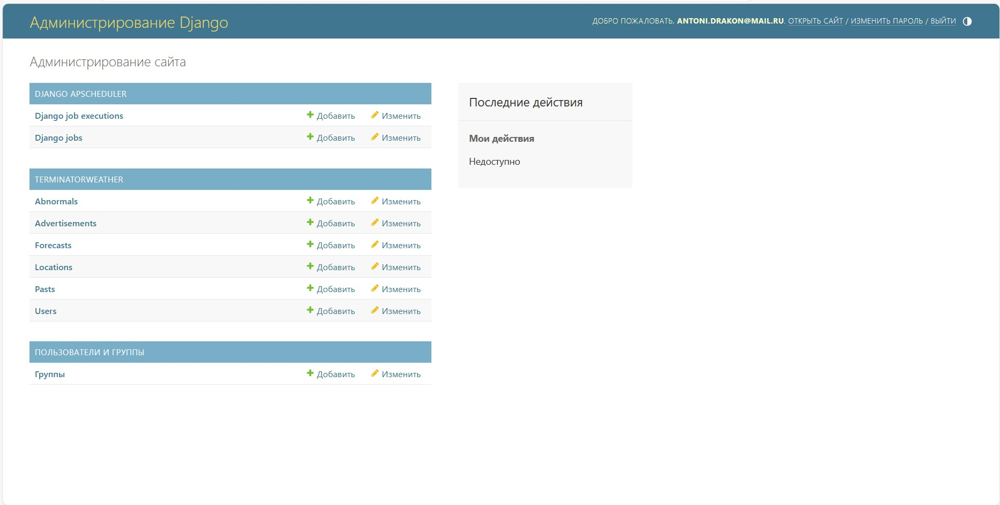 Администрирование Django
ДОБРО ПОЖАЛОВАТЬ, ANTONI.DRAKON@MAIL.RU. ОТКРЫТЬ САЙТ / ИЗМЕНИТЬ ПАРОЛЬ / ВЫЙТИ
Администрирование сайта
DJANGO APSCHEDULER
Django job executions Добавить Изменить
Django jobs Добавить Изменить
TERMINATORWEATHER
Abnormals Добавить Изменить
Advertisements Добавить Изменить
Forecasts Добавить Изменить
Locations Добавить Изменить
Pasts Добавить Изменить
Users Добавить Изменить
ПОЛЬЗОВАТЕЛИ И ГРУППЫ
Группы Добавить Изменить
Последние действия
Мои действия
Недоступно